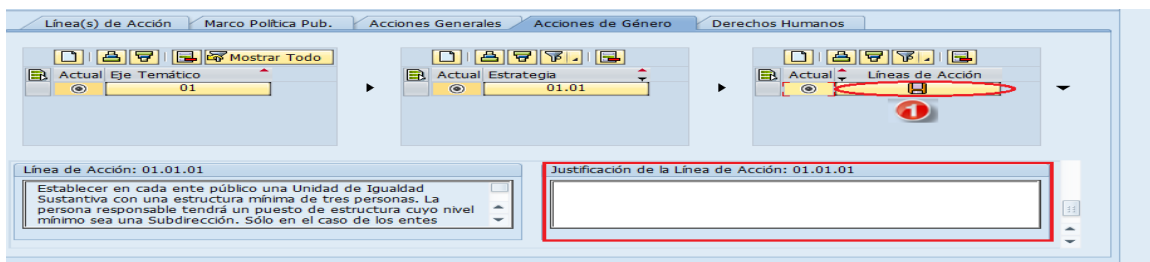 Línea(s) de Acción Marco Política Pub. Acciones Generales Acciones de Género Derechos Humanos
Mostrar Todo
Actual Eje Temático
01
Actual Estrategia
01.01
Actual Líneas de Acción
1
Línea de Acción: 01.01.01
Establecer en cada ente público una Unidad de Igualdad
Sustantiva con una estructura mínima de tres personas. La
persona responsable tendrá un puesto de estructura cuyo nivel
mínimo sea una Subdirección. Sólo en el caso de los entes
Justificación de la Línea de Acción: 01.01.01